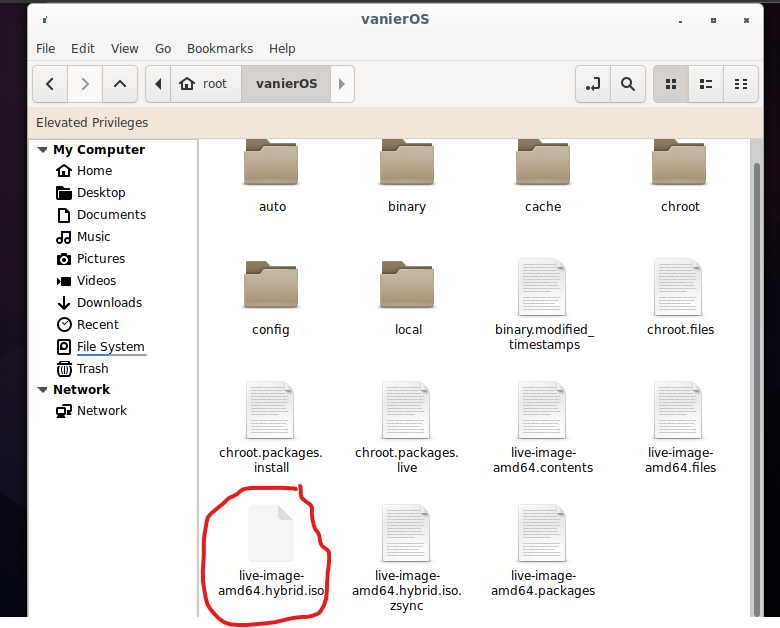 vanierOS
File Edit View Go Bookmarks Help
root vanierOS
Elevated Privileges
My Computer
Home
Desktop
Documents
Music
Pictures
Videos
Downloads
Recent
File System
Trash
Network
Network
auto
binary
cache
chroot
config
local
binary.modified_
timestamps
chroot.files
chroot.packages.
install
chroot.packages.
live
live-image-
amd64.contents
live-image-
amd64.files
live-image-
amd64.hybrid.iso
live-image-
amd64.hybrid.iso.
zsync
live-image-
amd64.packages